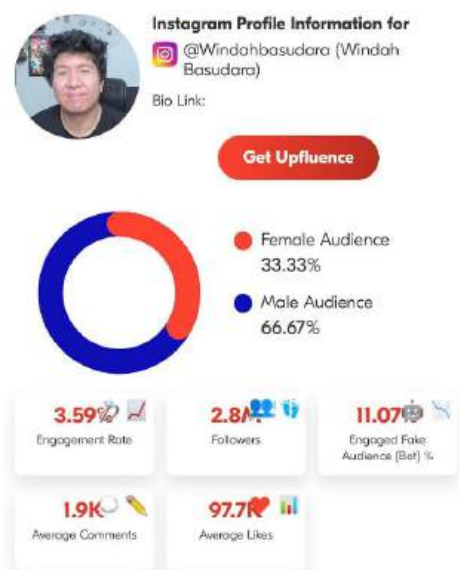 Instagram Profile Information for
@Windahbasudara (Windah
Basudara)
Bio Link:
Get Upfluence
Female Audience
33.33%
Male Audience
66.67%
3.59%
Engagement Rate
2.8M
Followers
11.07%
Engaged Fake
Audience (Bot) %
1.9K
Average Comments
97.7K
Average Likes